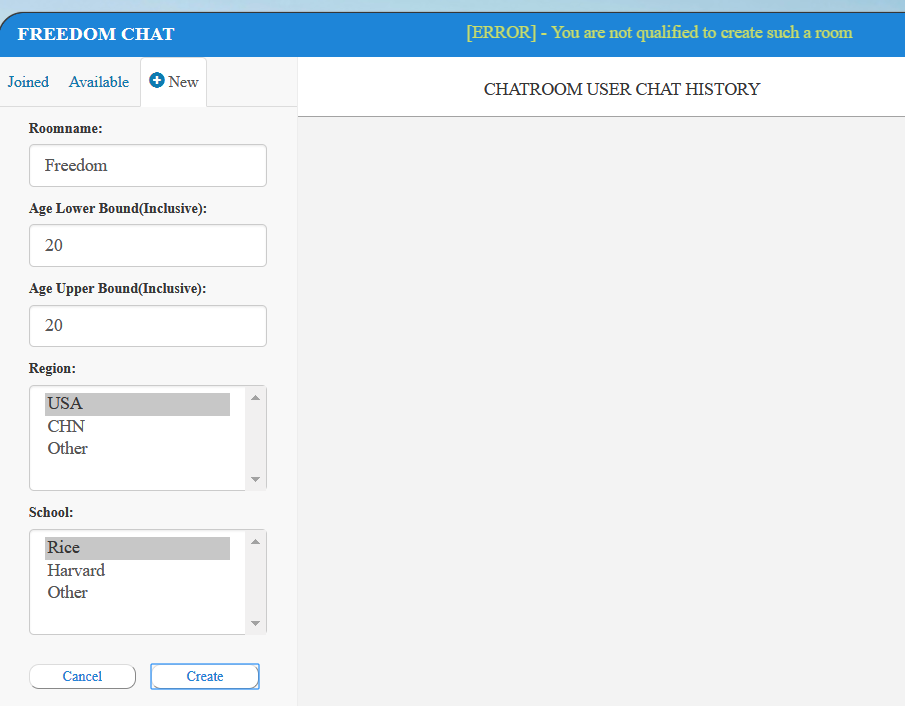 FREEDOM CHAT
[ERROR] - You are not qualified to create such a room
Joined Available New
CHATROOM USER CHAT HISTORY
Roomname:
Freedom
Age Lower Bound(Inclusive):
20
Age Upper Bound(Inclusive):
20
Region:
USA
CHN
Other
School:
Rice
Harvard
Other
Cancel Create